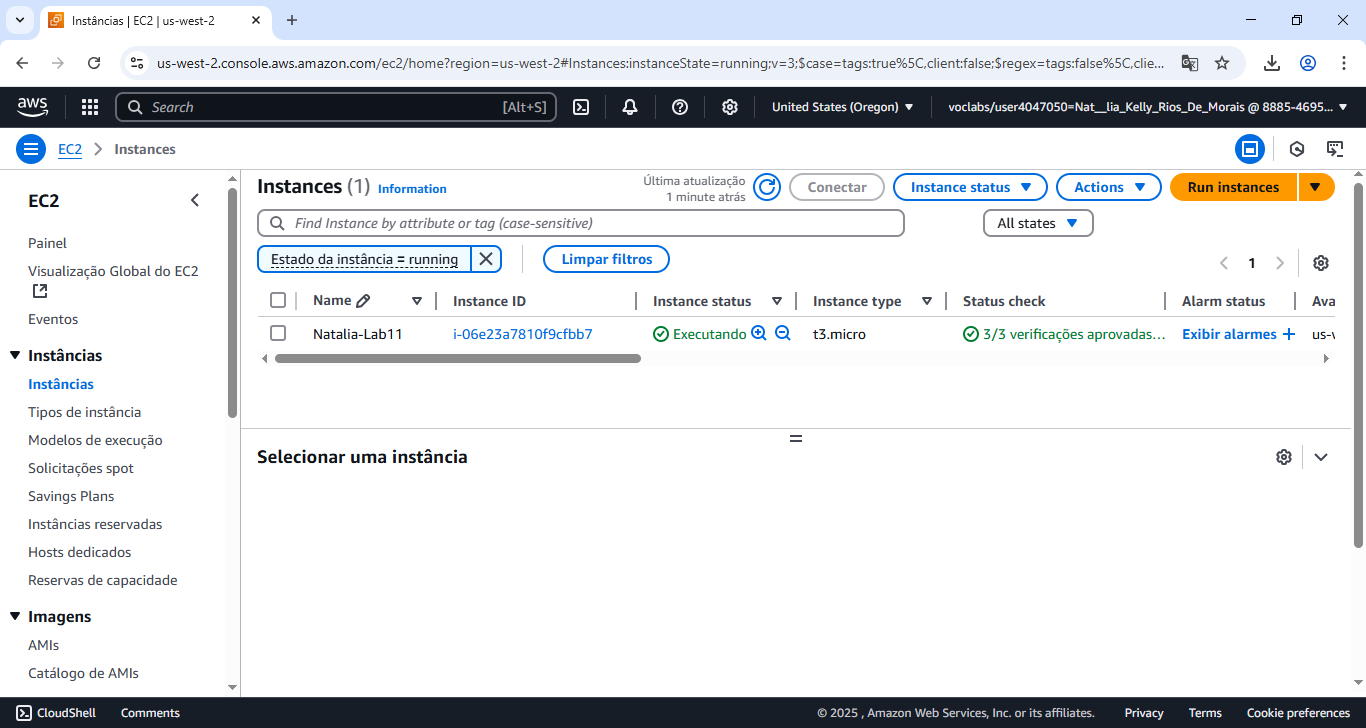 Instâncias | EC2 | us-west-2
us-west-2.console.aws.amazon.com/ec2/home?region=us-west-2#Instances:instanceState=running;v=3;$case=tags:true%5C,client:false;$regex=tags:false%5C,clie...
aws Search [Alt+S] United States (Oregon) voclabs/user4047050=Nat__lia_Kelly_Rios_De_Morais @ 8885-4695...
EC2 Instances
EC2
Painel
Visualização Global do EC2
Eventos
Instâncias
Instâncias
Tipos de instância
Modelos de execução
Solicitações spot
Savings Plans
Instâncias reservadas
Hosts dedicados
Reservas de capacidade
Imagens
AMIs
Catálogo de AMIs
Instances (1) Information
Última atualização
1 minute atrás
Conectar Instance status Actions Run instances
Find Instance by attribute or tag (case-sensitive) All states
Estado da instância = running Limpar filtros
1
Name Instance ID Instance status Instance type Status check Alarm status Ava
Natalia-Lab11 i-06e23a7810f9cfbb7 Executando t3.micro 3/3 verificações aprovadas... Exibir alarmes us-w
Selecionar uma instância
CloudShell Comments © 2025 , Amazon Web Services, Inc. or its affiliates. Privacy Terms Cookie preferences